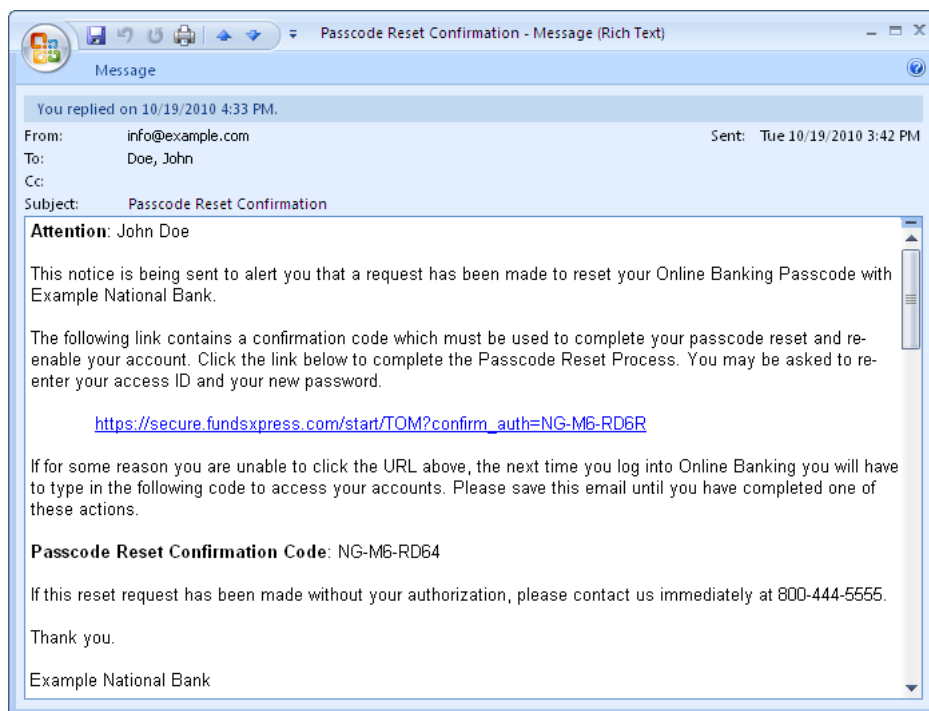 Passcode Reset Confirmation - Message (Rich Text)
Message
You replied on 10/19/2010 4:33 PM.
From: info@example.com Sent: Tue 10/19/2010 3:42 PM
To: Doe, John
Cc:
Subject: Passcode Reset Confirmation
Attention: John Doe
This notice is being sent to alert you that a request has been made to reset your Online Banking Passcode with
Example National Bank.
The following link contains a confirmation code which must be used to complete your passcode reset and re-
enable your account. Click the link below to complete the Passcode Reset Process. You may be asked to re-
enter your access ID and your new password.
https://secure.fundsxpress.com/start/TOM?confirm_auth=NG-M6-RD6R
If for some reason you are unable to click the URL above, the next time you log into Online Banking you will have
to type in the following code to access your accounts. Please save this email until you have completed one of
these actions.
Passcode Reset Confirmation Code: NG-M6-RD64
If this reset request has been made without your authorization, please contact us immediately at 800-444-5555.
Thank you.
Example National Bank